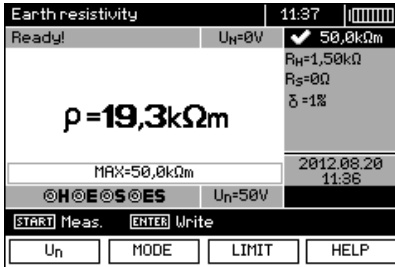 Earth resistivity 11:37
Ready! UN=0V ✔ 50,0kΩm
RH=1,50kΩ
RS=0Ω
δ=1%
ρ=19,3kΩm
MAX=50,0kΩm
2012.08.20
11:36
◎H◎E◎S◎ES Un=50V
START Meas. ENTER Write
Un MODE LIMIT HELP